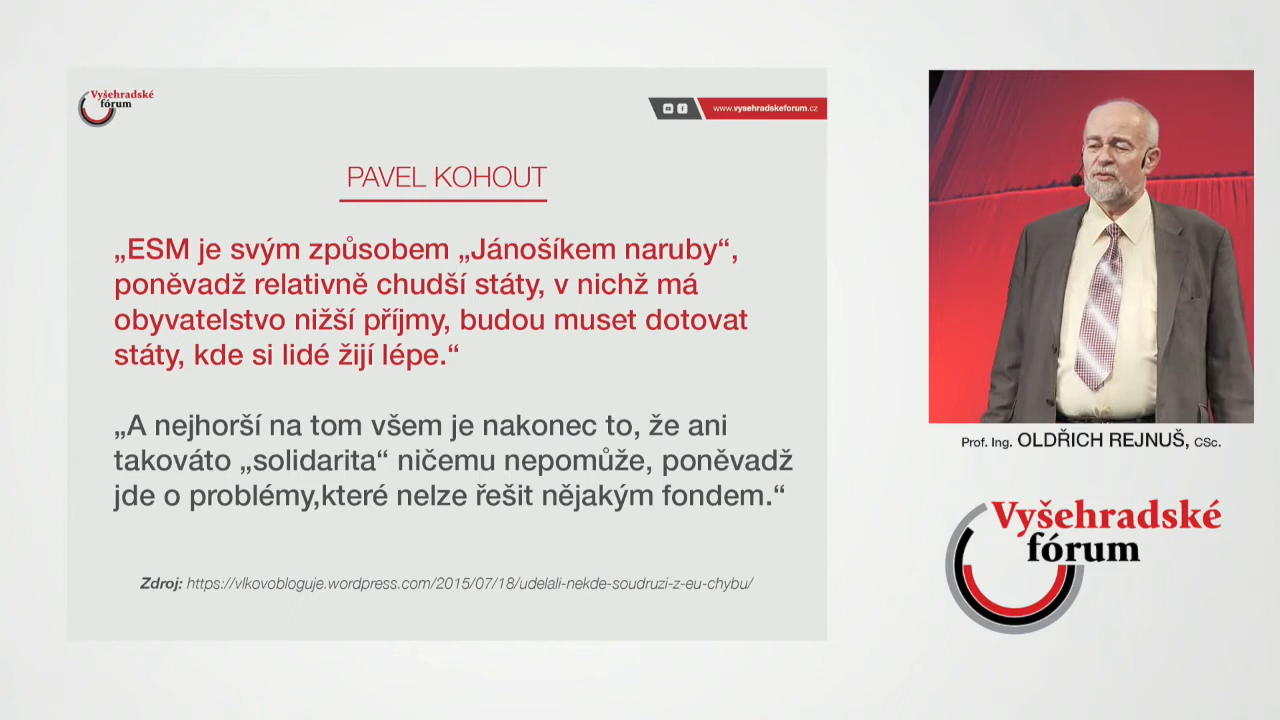 Vyšehradské
fórum
www.vysehradskeforum.cz
PAVEL KOHOUT
„ESM je svým způsobem „Jánošíkem naruby“,
poněvadž relativně chudší státy, v nichž má
obyvatelstvo nižší příjmy, budou muset dotovat
státy, kde si lidé žijí lépe.“
„A nejhorší na tom všem je nakonec to, že ani
takováto „solidarita“ ničemu nepomůže, poněvadž
jde o problémy,které nelze řešit nějakým fondem.“
Zdroj: https://vlkovobloguje.wordpress.com/2015/07/18/udelali-nekde-soudruzi-z-eu-chybu/
Prof. Ing. OLDŘICH REJNUŠ, CSc.
Vyšehradské
fórum